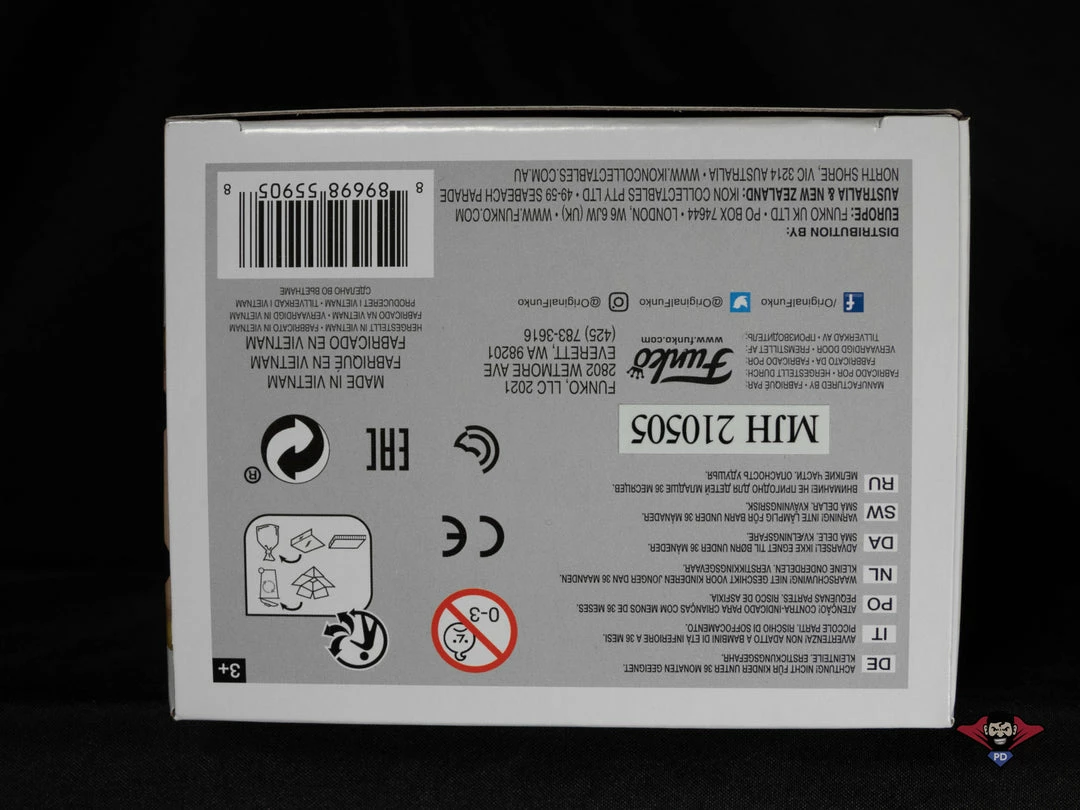 3+
DE ACHTUNG! NICHT FÜR KINDER UNTER 36 MONATEN GEEIGNET.
KLEINTEILE. ERSTICKUNGSGEFAHR.
IT AVVERTENZA! NON ADATTO A BAMBINI DI ETÀ INFERIORE A 36 MESI.
PICCOLE PARTI. RISCHIO DI SOFFOCAMENTO.
PO ATENÇÃO! CONTRA-INDICADO PARA CRIANÇAS COM MENOS DE 36 MESES.
PEQUENAS PARTES. RISCO DE ASFIXIA.
NL WAARSCHUWING! NIET GESCHIKT VOOR KINDEREN JONGER DAN 36 MAANDEN.
KLEINE ONDERDELEN. VERSTIKKINGSGEVAAR.
DA ADVARSEL! IKKE EGNET TIL BØRN UNDER 36 MÅNEDER.
SMÅ DELE. KVÆLNINGSFARE.
SW VARNING! INTE LÄMPLIG FÖR BARN UNDER 36 MÅNADER.
SMÅ DELAR. KVÄVNINGSRISK.
RU ВНИМАНИЕ! НЕ ПРИГОДНО ДЛЯ ДЕТЕЙ МЛАДШЕ 36 МЕСЯЦЕВ.
МЕЛКИЕ ЧАСТИ. ОПАСНОСТЬ УДУШЬЯ.
0-3
CE
EAC
®
MJH 210505
MANUFACTURED BY • FABRIQUÉ PAR:
FABRICADO POR • HERGESTELLT DURCH:
FABRICATO DA • FABRICADO POR:
VERVAARDIGD DOOR • FREMSTILLET AF:
TILLVERKAD AV • ПРОИЗВОДИТЕЛЬ:
Funko
www.funko.com
FUNKO, LLC 2021
2802 WETMORE AVE
EVERETT, WA 98201
(425) 783-3616
MADE IN VIETNAM
FABRIQUÉ EN VIETNAM
FABRICADO EN VIETNAM
HERGESTELLT IN VIETNAM • FABBRICATO IN VIETNAM
FABRICADO NA VIETNAM • VERVAARDIGD IN VIETNAM
PRODUCERET I VIETNAM • TILLVERKAD I VIETNAM
СДЕЛАНО ВО ВЬЕТНАМЕ
/OriginalFunko @OriginalFunko @OriginalFunko
DISTRIBUTION BY:
EUROPE: FUNKO UK LTD • PO BOX 74644 • LONDON, W6 6JW (UK) • WWW.FUNKO.COM
AUSTRALIA & NEW ZEALAND: IKON COLLECTABLES PTY LTD • 49-59 SEABEACH PARADE
NORTH SHORE, VIC 3214 AUSTRALIA • WWW.IKONCOLLECTABLES.COM.AU
8 89698 55905 8
PD